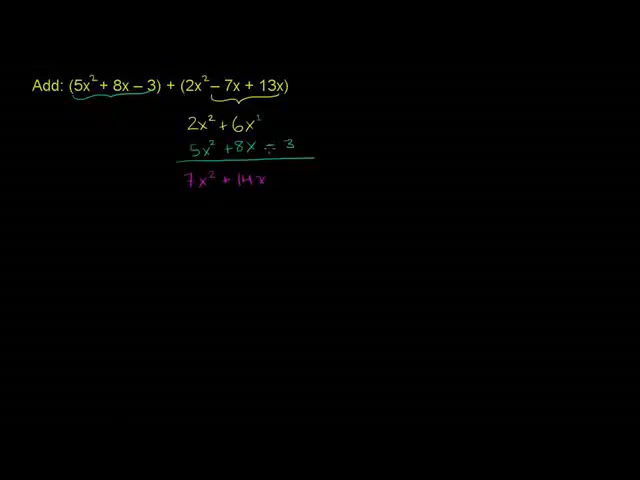 Add: (5x² + 8x – 3) + (2x² – 7x + 13x)
2x² + 6x¹
5x² + 8x – 3
7x² + 14x